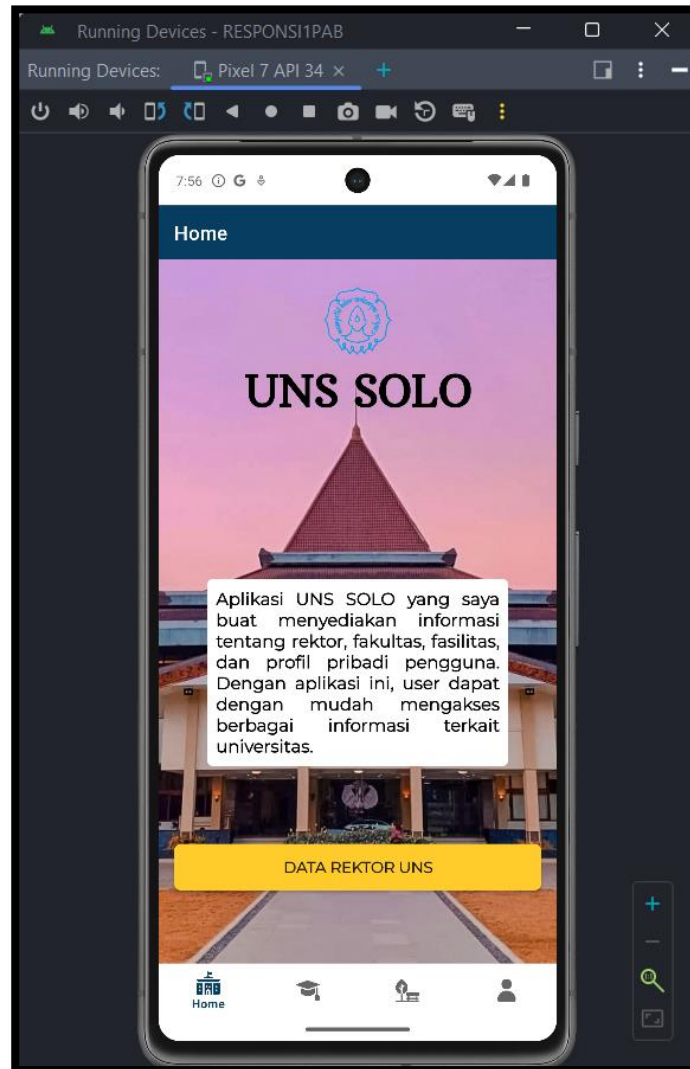 Running Devices - RESPONSI1PAB
Running Devices: Pixel 7 API 34
7:56 G
Home
UNS SOLO
Aplikasi UNS SOLO yang saya
buat menyediakan informasi
tentang rektor, fakultas, fasilitas,
dan profil pribadi pengguna.
Dengan aplikasi ini, user dapat
dengan mudah mengakses
berbagai informasi terkait
universitas.
DATA REKTOR UNS
Home